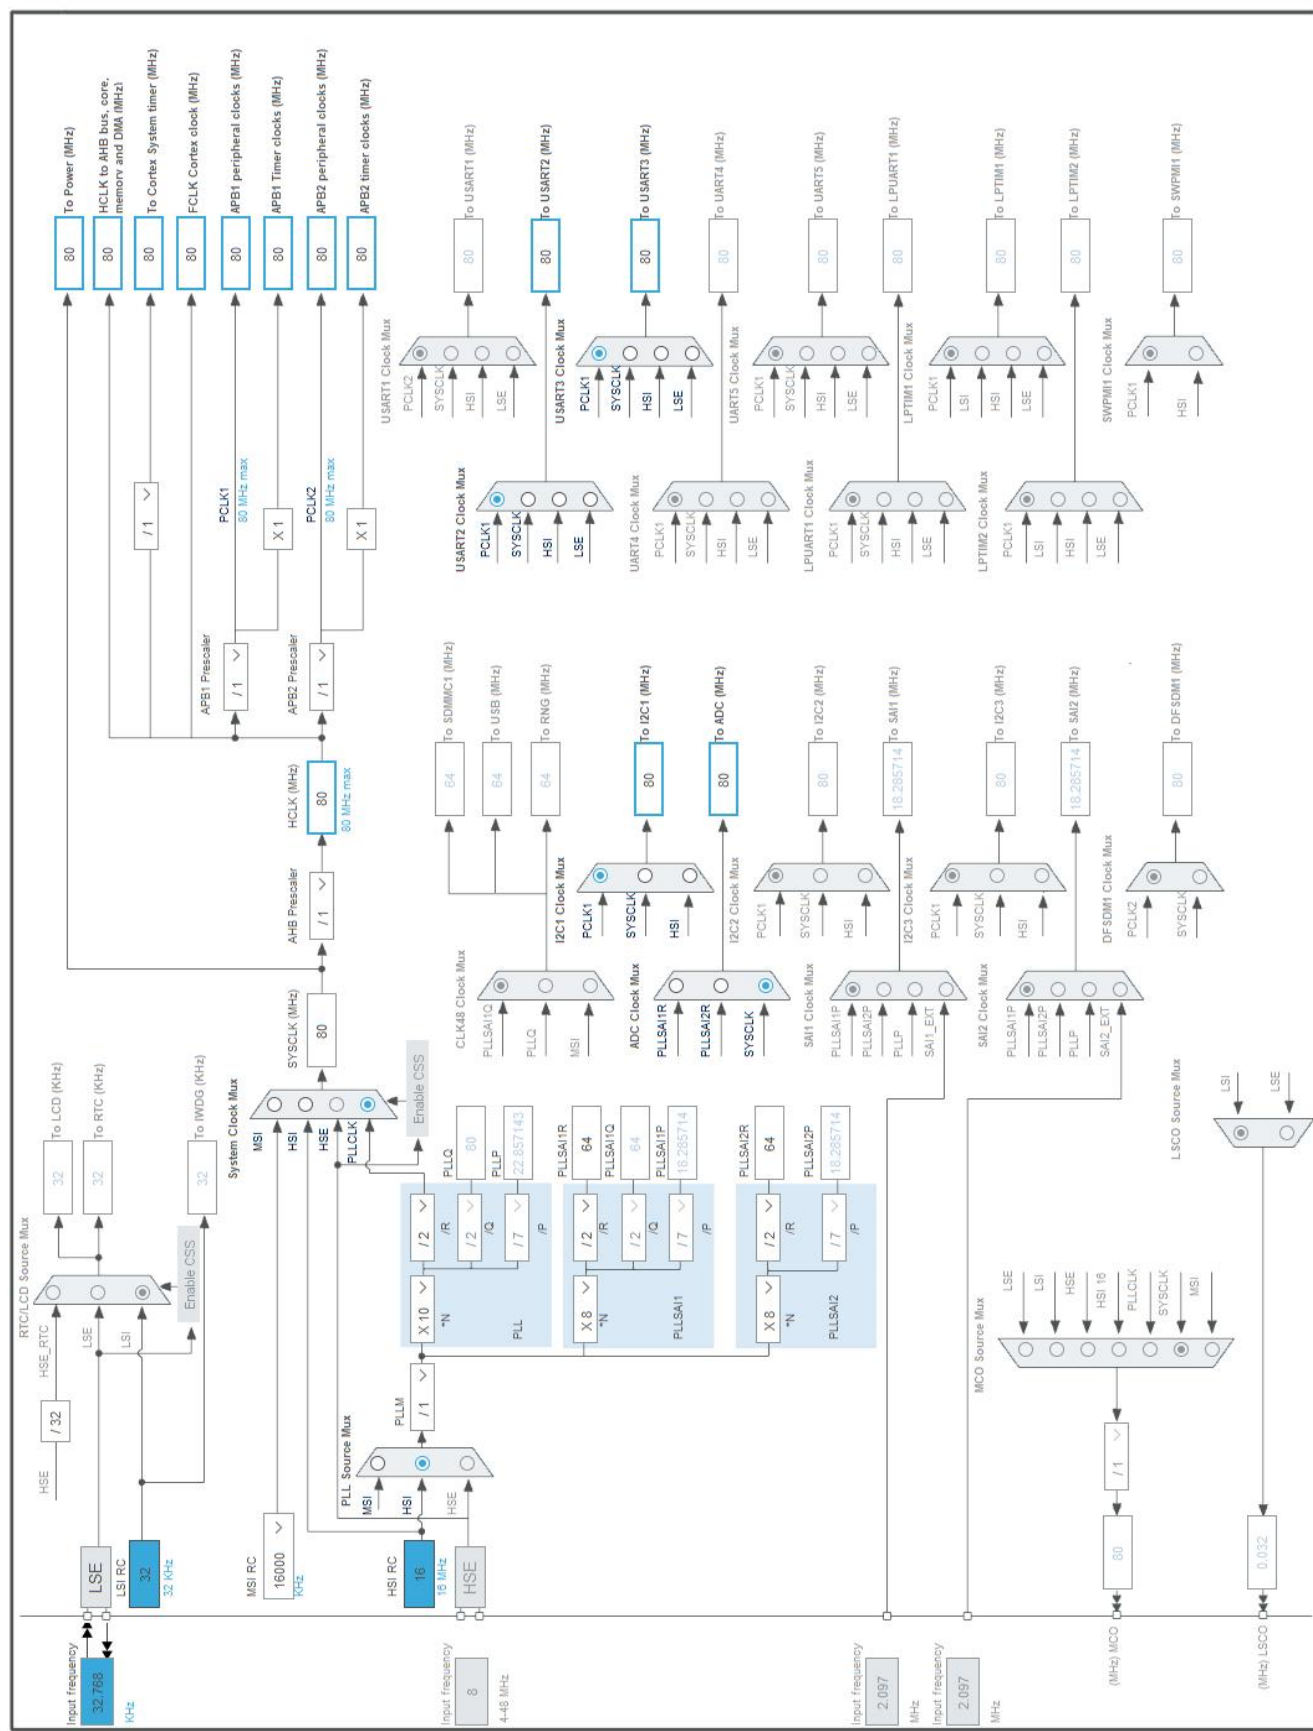 Input frequency
32.768
KHz
LSE
LSI RC
32
32 KHz
HSE
/ 32
HSE_RTC
LSE
LSI
RTC/LCD Source Mux
Enable CSS
32
To LCD (KHz)
32
To RTC (KHz)
32
To IWDG (KHz)
MSI RC
16000
KHz
HSI RC
16
16 MHz
Input frequency
8
4-48 MHz
HSE
PLL Source Mux
MSI
HSI
HSE
PLLM
/ 1
System Clock Mux
MSI
HSI
HSE
PLLCLK
Enable CSS
SYSCLK (MHz)
80
AHB Prescaler
/ 1
HCLK (MHz)
80
80 MHz max
APB1 Prescaler
/ 1
APB2 Prescaler
/ 1
/ 1
PCLK1
80 MHz max
X 1
PCLK2
80 MHz max
X 1
80
To Power (MHz)
80
HCLK to AHB bus, core,
memory and DMA (MHz)
80
To Cortex System timer (MHz)
80
FCLK Cortex clock (MHz)
80
APB1 peripheral clocks (MHz)
80
APB1 Timer clocks (MHz)
80
APB2 peripheral clocks (MHz)
80
APB2 timer clocks (MHz)
X 10
*N
PLL
/ 2
/R
/ 2
/Q
/ 7
/P
PLLQ
80
PLLP
22.857143
X 8
*N
PLLSAI1
/ 2
/R
/ 2
/Q
/ 7
/P
PLLSAI1R
64
PLLSAI1Q
64
PLLSAI1P
18.285714
X 8
*N
PLLSAI2
/ 2
/R
/ 7
/P
PLLSAI2R
64
PLLSAI2P
18.285714
CLK48 Clock Mux
PLLSAI1Q
PLLQ
MSI
64
To SDMMC1 (MHz)
64
To USB (MHz)
64
To RNG (MHz)
I2C1 Clock Mux
PCLK1
SYSCLK
HSI
80
To I2C1 (MHz)
ADC Clock Mux
PLLSAI1R
PLLSAI2R
SYSCLK
80
To ADC (MHz)
I2C2 Clock Mux
PCLK1
SYSCLK
HSI
80
To I2C2 (MHz)
SAI1 Clock Mux
PLLSAI1P
PLLSAI2P
PLLP
SAI1_EXT
18.285714
To SAI1 (MHz)
I2C3 Clock Mux
PCLK1
SYSCLK
HSI
80
To I2C3 (MHz)
SAI2 Clock Mux
PLLSAI1P
PLLSAI2P
PLLP
SAI2_EXT
18.285714
To SAI2 (MHz)
DFSDM1 Clock Mux
PCLK2
SYSCLK
80
To DFSDM1 (MHz)
USART1 Clock Mux
PCLK2
SYSCLK
HSI
LSE
80
To USART1 (MHz)
USART2 Clock Mux
PCLK1
SYSCLK
HSI
LSE
80
To USART2 (MHz)
USART3 Clock Mux
PCLK1
SYSCLK
HSI
LSE
80
To USART3 (MHz)
UART4 Clock Mux
PCLK1
SYSCLK
HSI
LSE
80
To UART4 (MHz)
UART5 Clock Mux
PCLK1
SYSCLK
HSI
LSE
80
To UART5 (MHz)
LPUART1 Clock Mux
PCLK1
SYSCLK
HSI
LSE
80
To LPUART1 (MHz)
LPTIM1 Clock Mux
PCLK1
LSI
HSI
LSE
80
To LPTIM1 (MHz)
LPTIM2 Clock Mux
PCLK1
LSI
HSI
LSE
80
To LPTIM2 (MHz)
SWPMI1 Clock Mux
PCLK1
HSI
80
To SWPMI1 (MHz)
Input frequency
2.097
MHz
Input frequency
2.097
MHz
MCO Source Mux
LSE
LSI
HSE
HSI 16
PLLCLK
SYSCLK
MSI
/ 1
80
(MHz) MCO
LSCO Source Mux
LSI
LSE
0.032
(MHz) LSCO